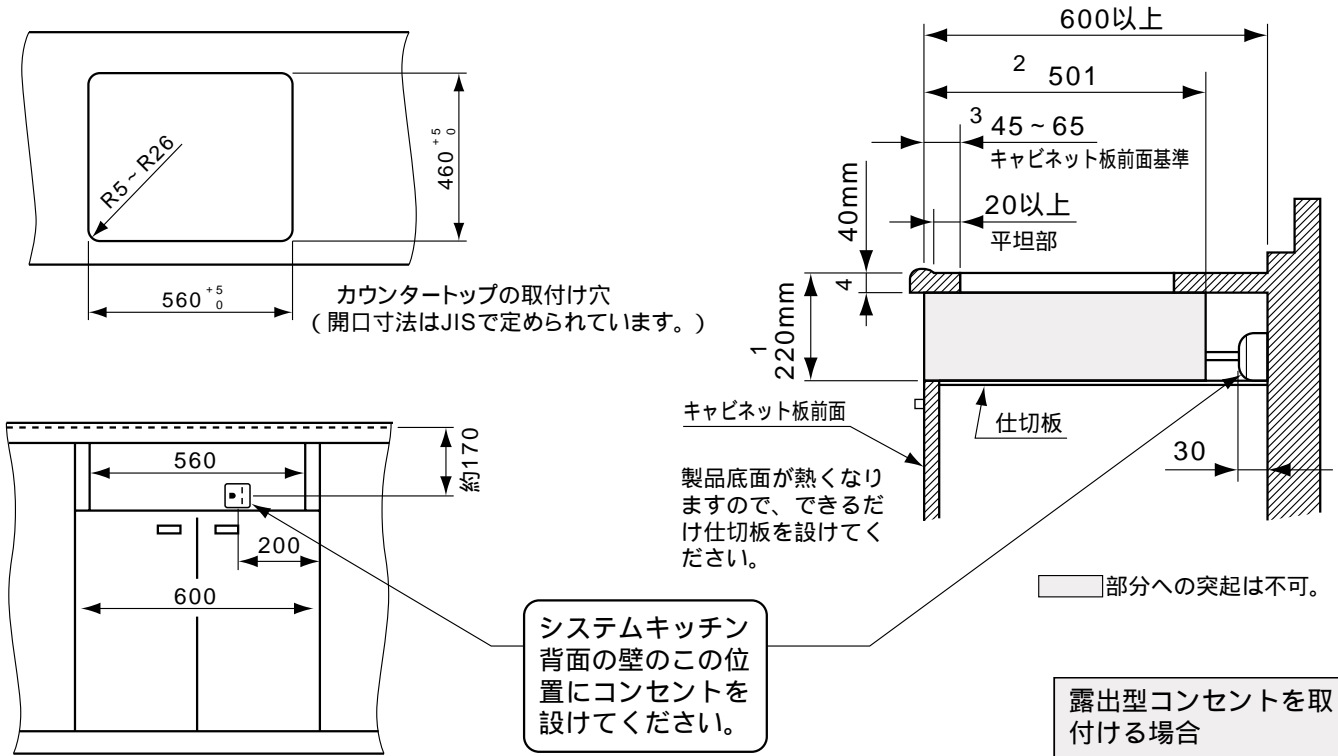 R5~R26
460 +5 0
560 +5 0
カウンタートップの取付け穴
(開口寸法はJISで定められています。)
600以上
2 501
3 45~65
キャビネット板前面基準
20以上
平坦部
40mm
4
1 220mm
キャビネット板前面
仕切板
30
製品底面が熱くなり
ますので、できるだ
け仕切板を設けてく
ださい。
部分への突起は不可。
560
約170
200
600
システムキッチン
背面の壁のこの位
置にコンセントを
設けてください。
露出型コンセントを取
付ける場合